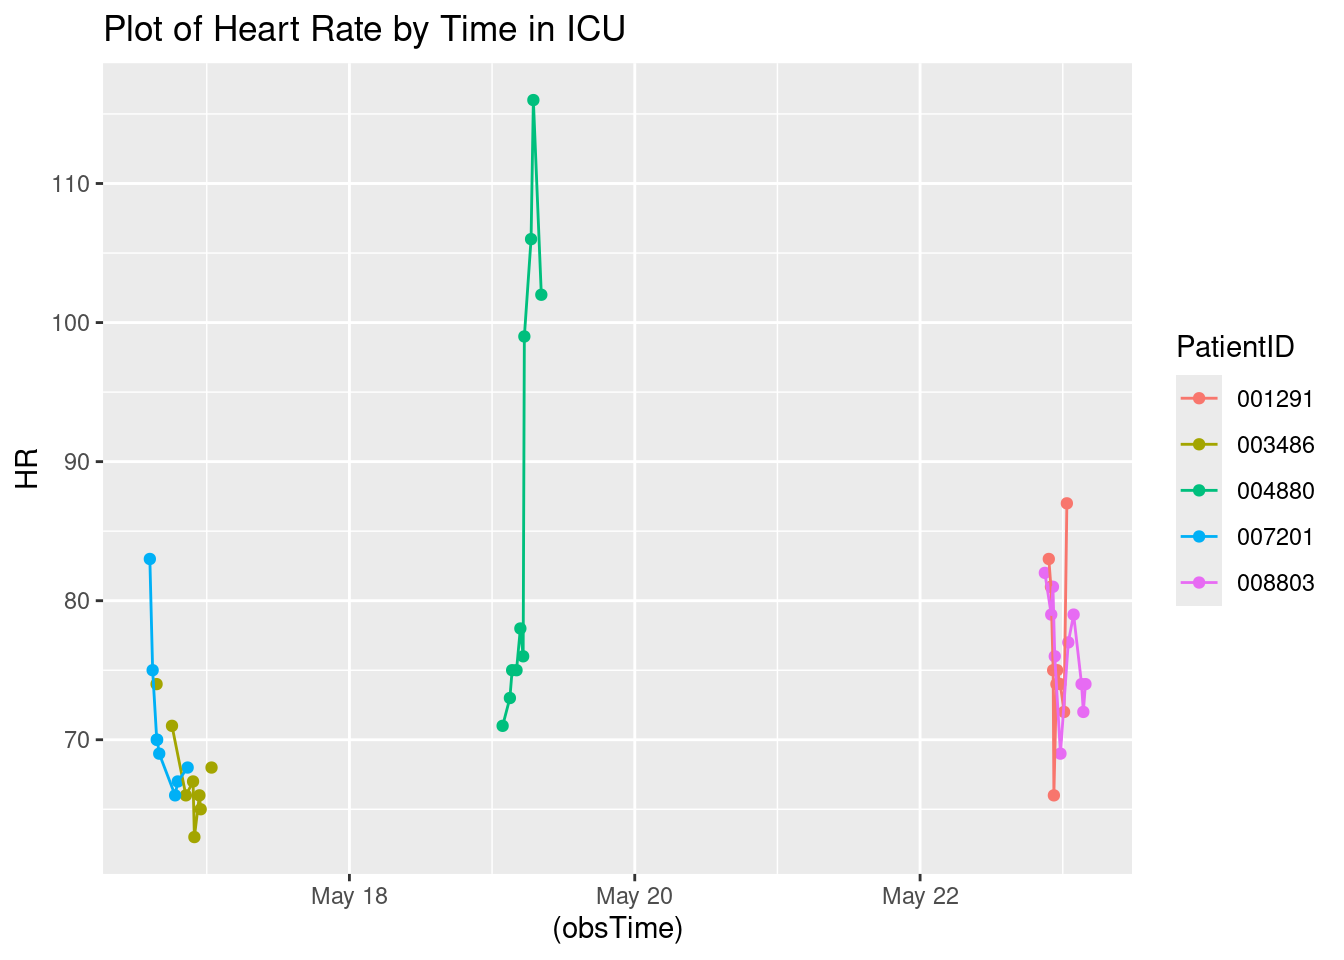 Plot of Heart Rate by Time in ICU
110
100
90
80
70
HR
May 18
May 20
May 22
(obsTime)
PatientID
001291
003486
004880
007201
008803